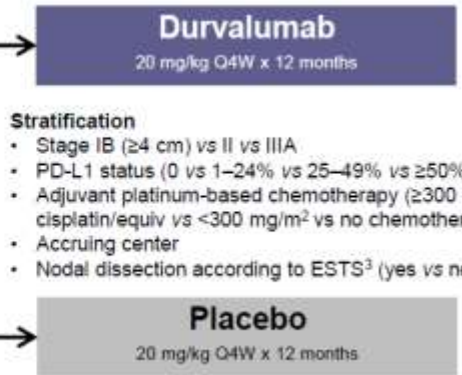 Durvalumab
20 mg/kg Q4W x 12 months
Stratification
• Stage IB (≥4 cm) vs II vs IIIA
• PD-L1 status (0 vs 1–24% vs 25–49% vs ≥50%
• Adjuvant platinum-based chemotherapy (≥300
cisplatin/equiv vs <300 mg/m² vs no chemother
• Accruing center
• Nodal dissection according to ESTS³ (yes vs no
Placebo
20 mg/kg Q4W x 12 months